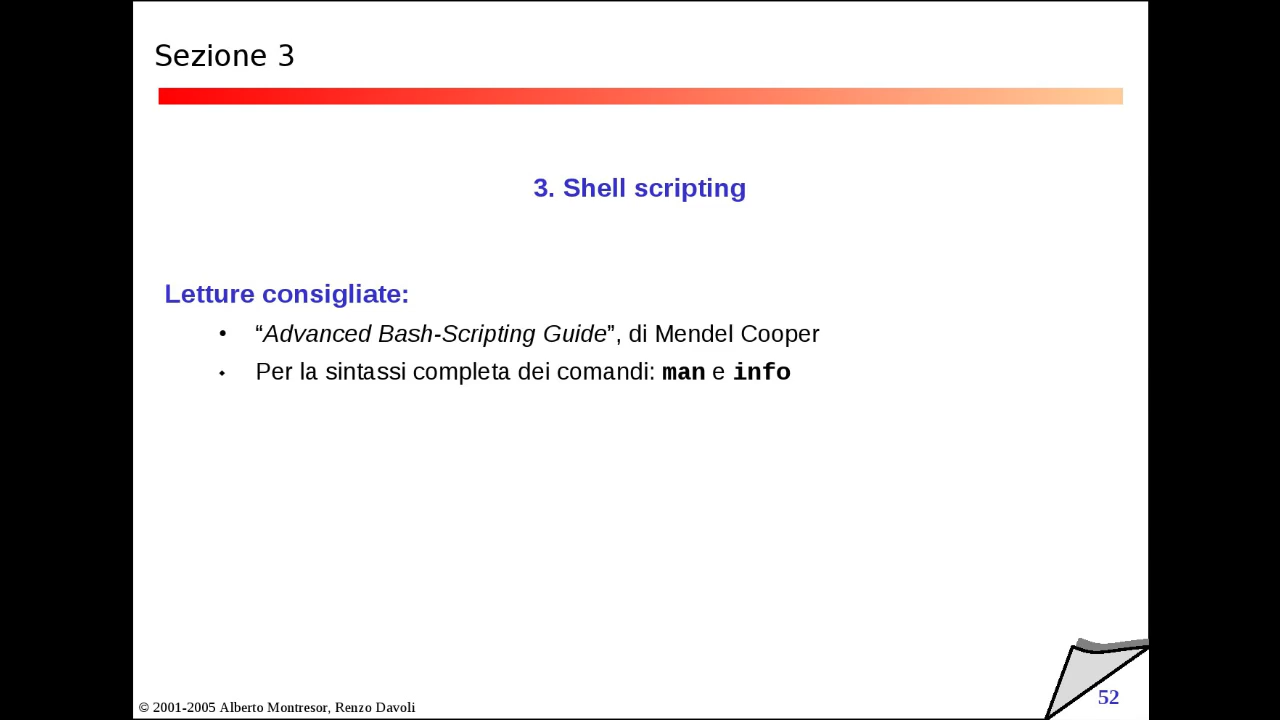 Sezione 3
3. Shell scripting
Letture consigliate:
• “Advanced Bash-Scripting Guide”, di Mendel Cooper
◆ Per la sintassi completa dei comandi: man e info
© 2001-2005 Alberto Montresor, Renzo Davoli
52